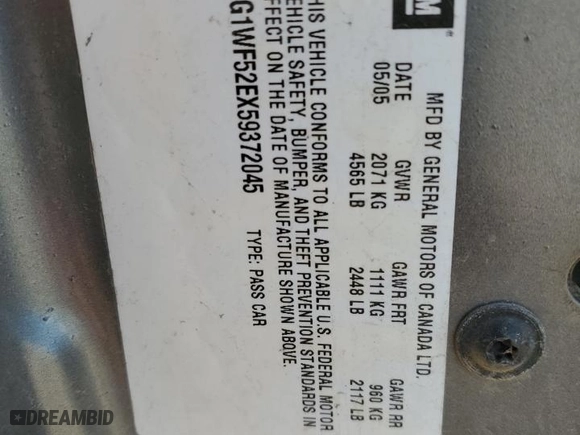 GM
MFD BY GENERAL MOTORS OF CANADA LTD.
DATE GVWR GAWR FRT GAWR RR
05/05 2071 KG 1111 KG 960 KG
4565 LB 2448 LB 2117 LB
THIS VEHICLE CONFORMS TO ALL APPLICABLE U.S. FEDERAL MOTOR
VEHICLE SAFETY, BUMPER, AND THEFT PREVENTION STANDARDS IN
EFFECT ON THE DATE OF MANUFACTURE SHOWN ABOVE.
G1WF52EX59372045 TYPE: PASS CAR
DREAMBID